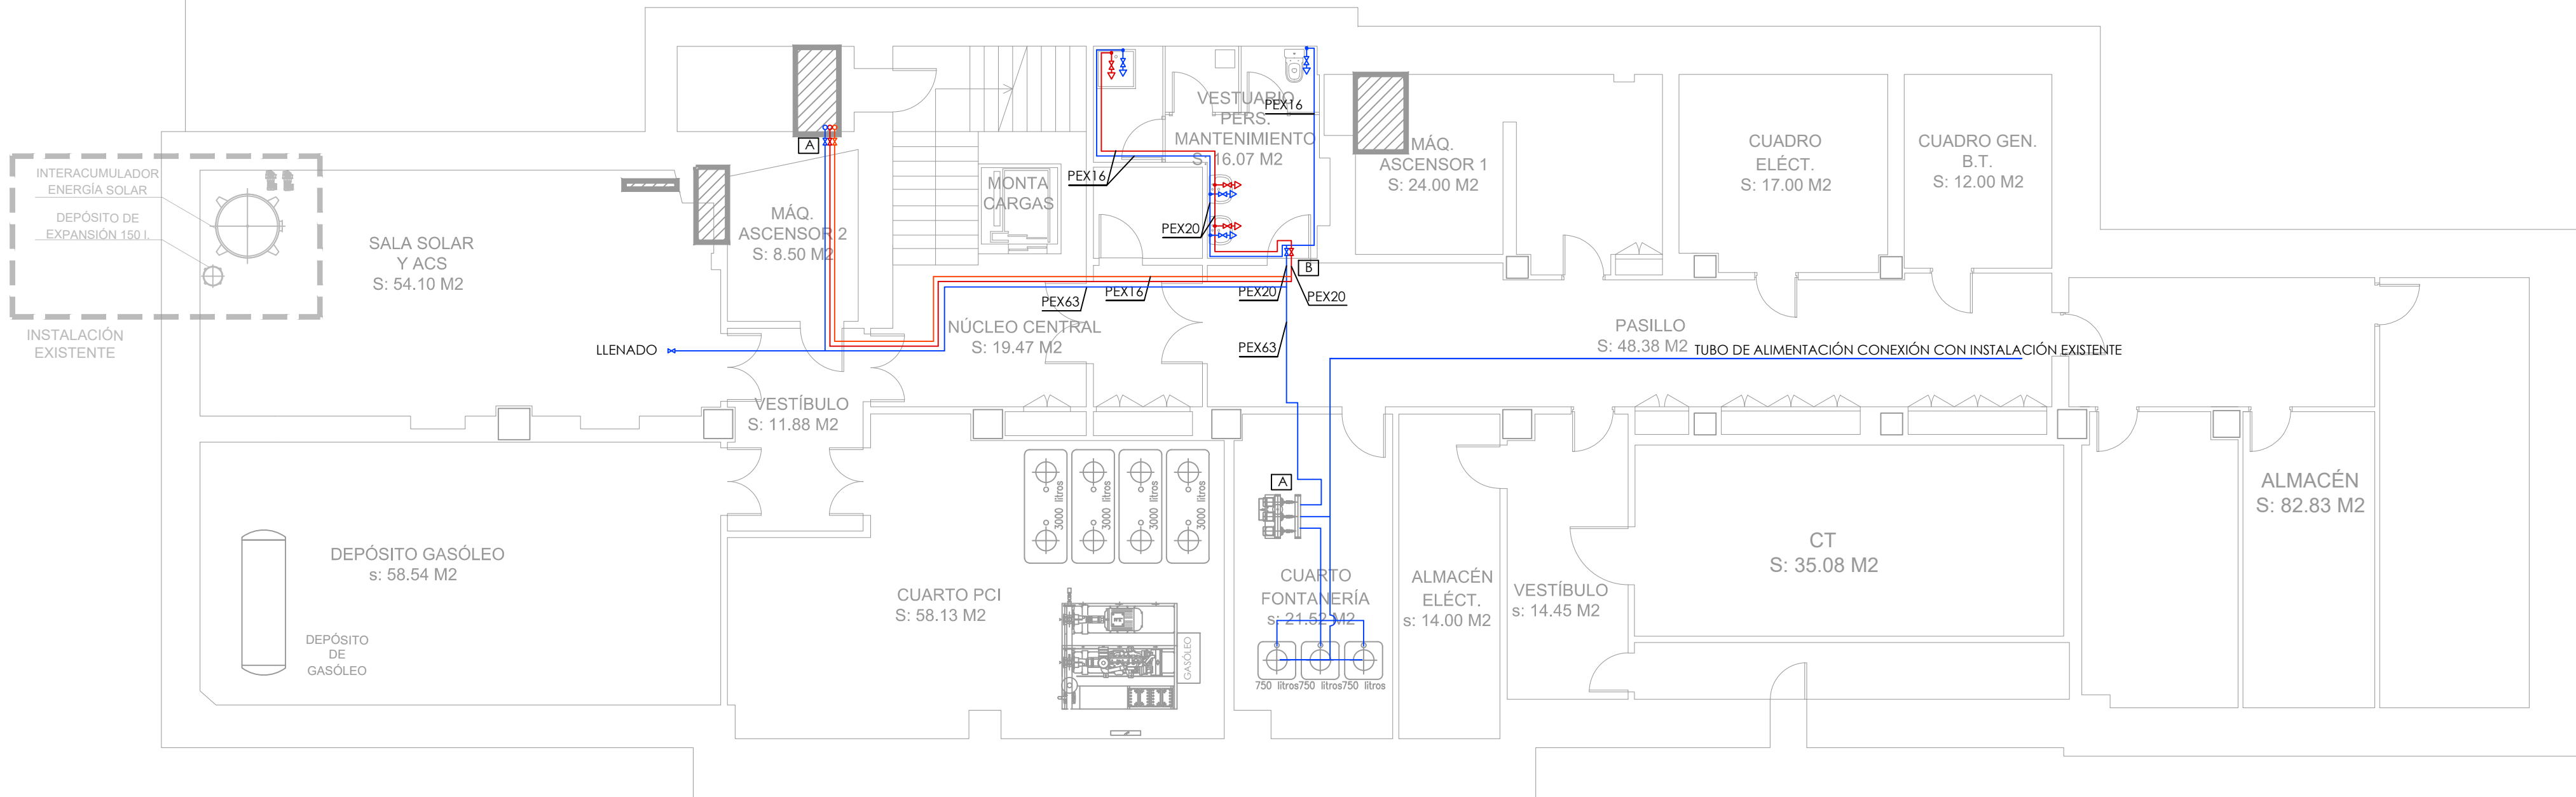 INTERACUMULADOR
ENERGÍA SOLAR
DEPÓSITO DE
EXPANSIÓN 150 l.
INSTALACIÓN
EXISTENTE
SALA SOLAR
Y ACS
S: 54.10 M2
A
MÁQ.
ASCENSOR 2
S: 8.50 M2
MONTA
CARGAS
VESTUARIO
PERS.
MANTENIMIENTO
S: 16.07 M2
PEX16
PEX16
PEX20
B
PEX63
PEX16
PEX20
PEX20
PEX63
LLENADO
NÚCLEO CENTRAL
S: 19.47 M2
MÁQ.
ASCENSOR 1
S: 24.00 M2
CUADRO
ELÉCT.
S: 17.00 M2
CUADRO GEN.
B.T.
S: 12.00 M2
PASILLO
S: 48.38 M2
TUBO DE ALIMENTACIÓN CONEXIÓN CON INSTALACIÓN EXISTENTE
VESTÍBULO
S: 11.88 M2
DEPÓSITO GASÓLEO
s: 58.54 M2
DEPÓSITO
DE
GASÓLEO
CUARTO PCI
S: 58.13 M2
3000 litros
3000 litros
3000 litros
3000 litros
GASÓLEO
A
CUARTO
FONTANERÍA
s: 21.52 M2
750 litros
750 litros
750 litros
ALMACÉN
ELÉCT.
s: 14.00 M2
VESTÍBULO
s: 14.45 M2
CT
S: 35.08 M2
ALMACÉN
S: 82.83 M2